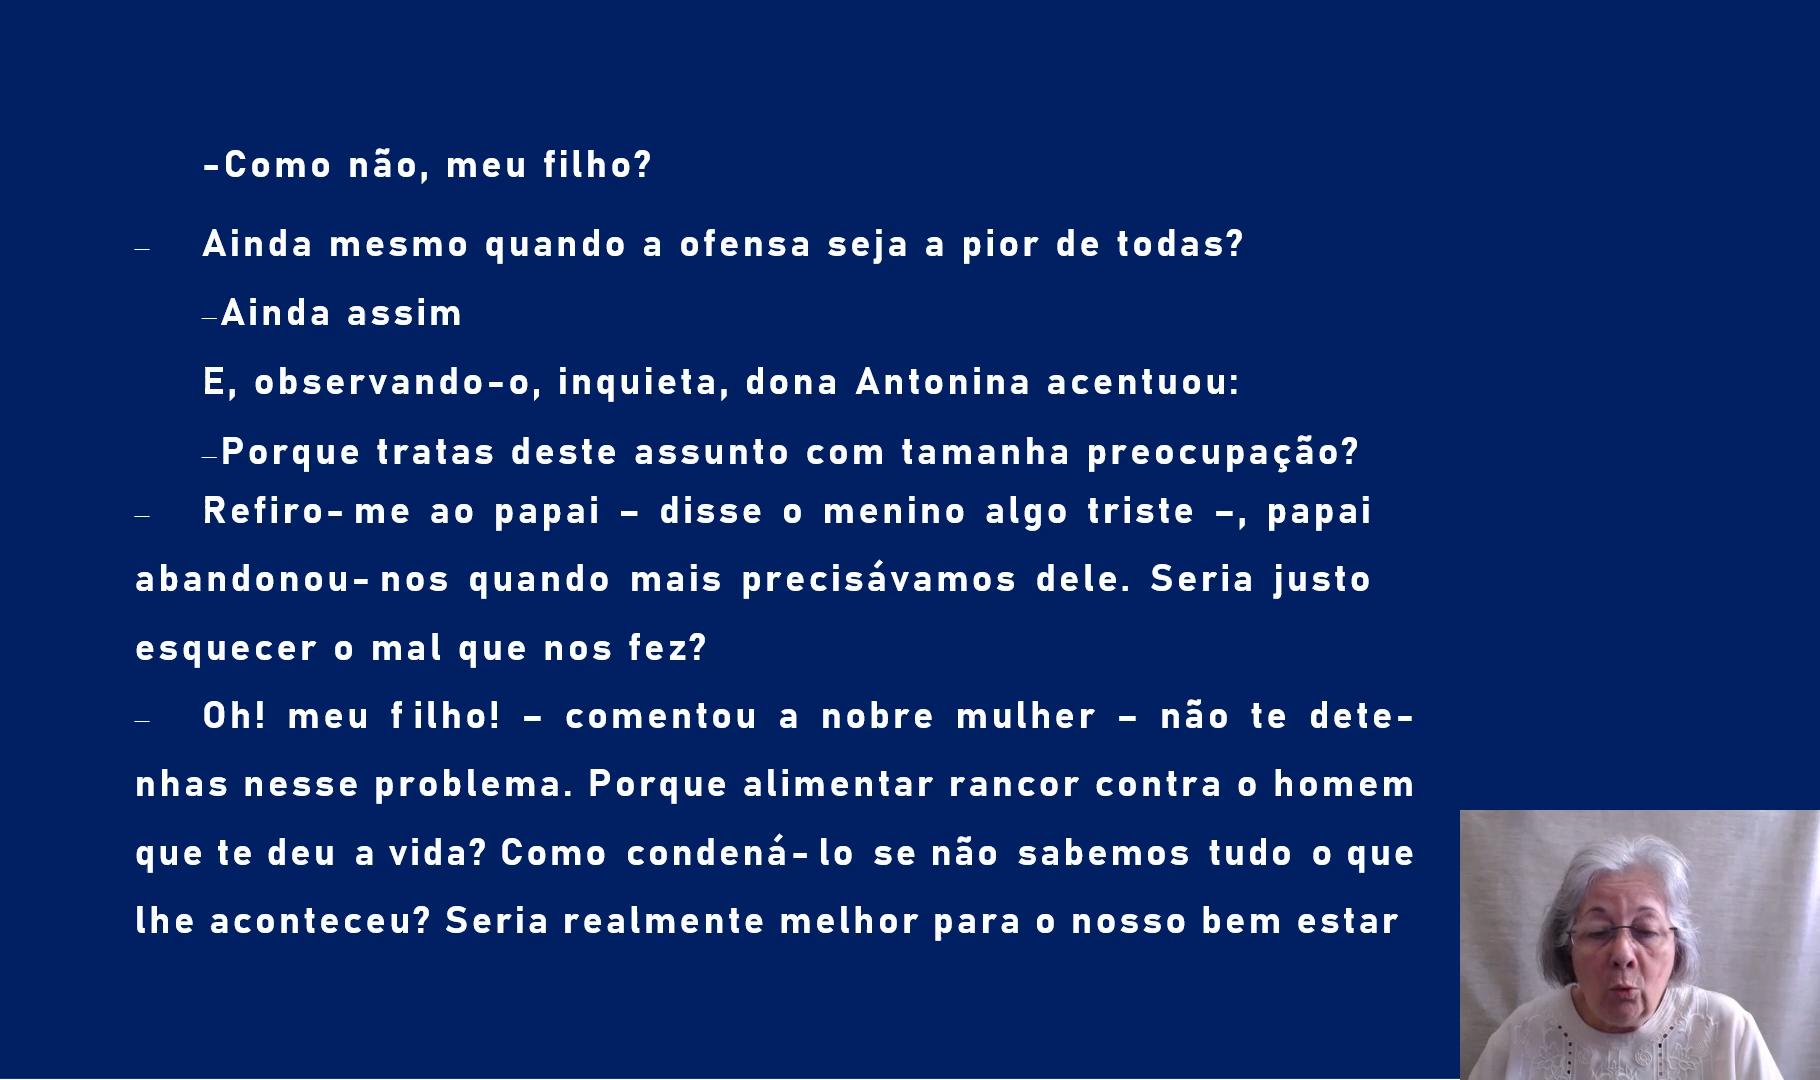 -Como não, meu filho?
– Ainda mesmo quando a ofensa seja a pior de todas?
–Ainda assim
E, observando-o, inquieta, dona Antonina acentuou:
–Porque tratas deste assunto com tamanha preocupação?
– Refiro-me ao papai – disse o menino algo triste –, papai
abandonou-nos quando mais precisávamos dele. Seria justo
esquecer o mal que nos fez?
– Oh! meu filho! – comentou a nobre mulher – não te dete-
nhas nesse problema. Porque alimentar rancor contra o homem
que te deu a vida? Como condená-lo se não sabemos tudo o que
lhe aconteceu? Seria realmente melhor para o nosso bem estar